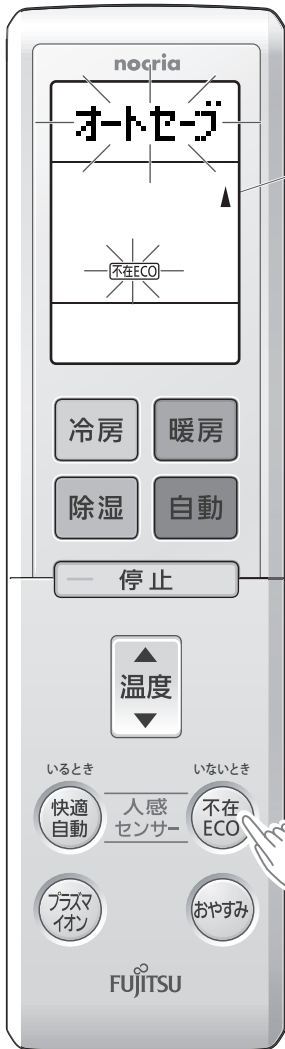 nocria
オートセーブ
不在ECO
冷房 暖房
除湿 自動
停止
温度
いるとき いないとき
快適
自動
人感
センサー
不在
ECO
プラズマ
イオン
おやすみ
FUJITSU